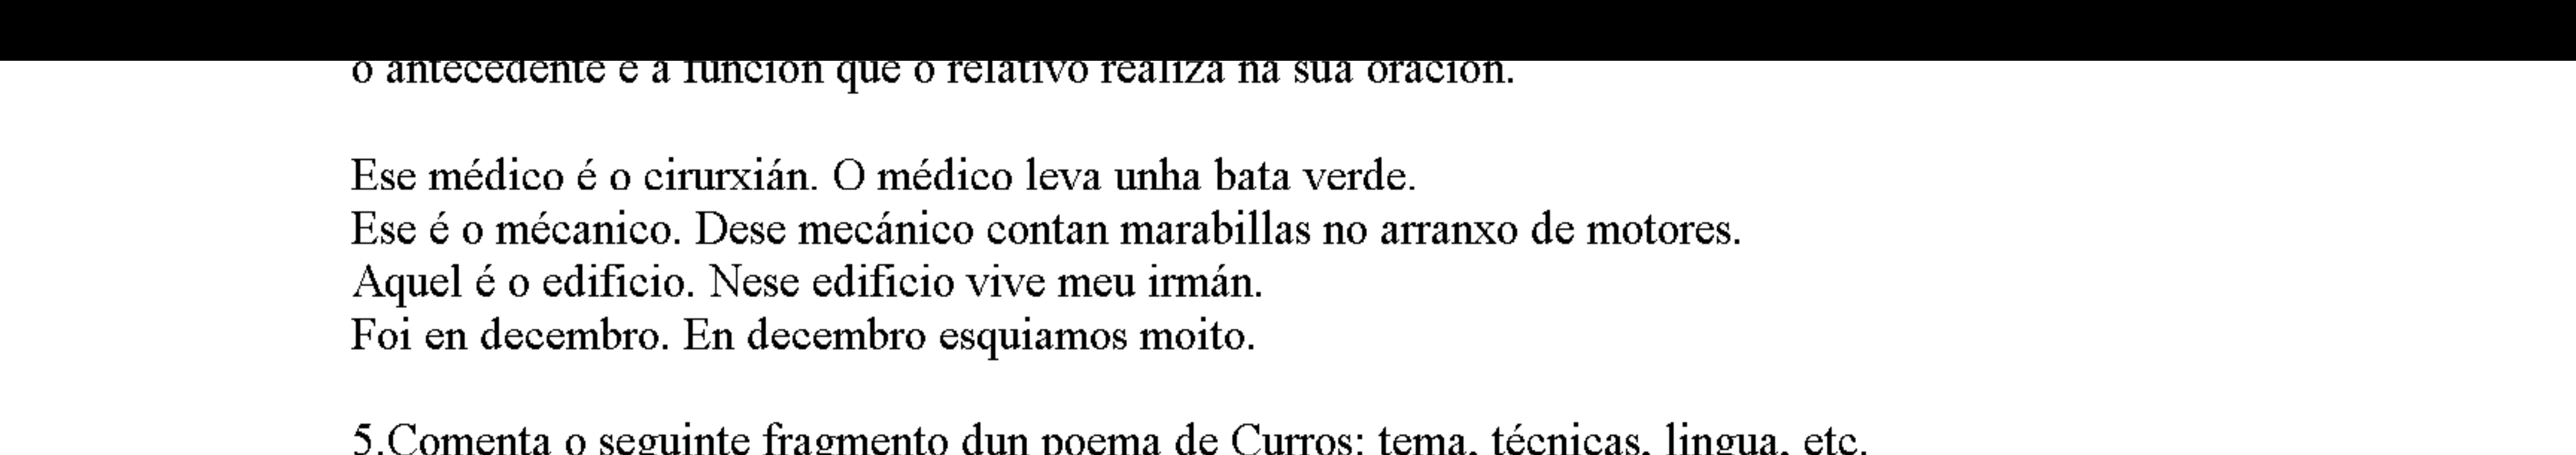 o antecedente e a función que o relativo realiza na súa oración.
Ese médico é o cirurxián. O médico leva unha bata verde.
Ese é o mécanico. Dese mecánico contan marabillas no arranxo de motores.
Aquel é o edificio. Nese edificio vive meu irmán.
Foi en decembro. En decembro esquiamos moito.
5.Comenta o seguinte fragmento dun poema de Curros: tema, técnicas, lingua, etc.